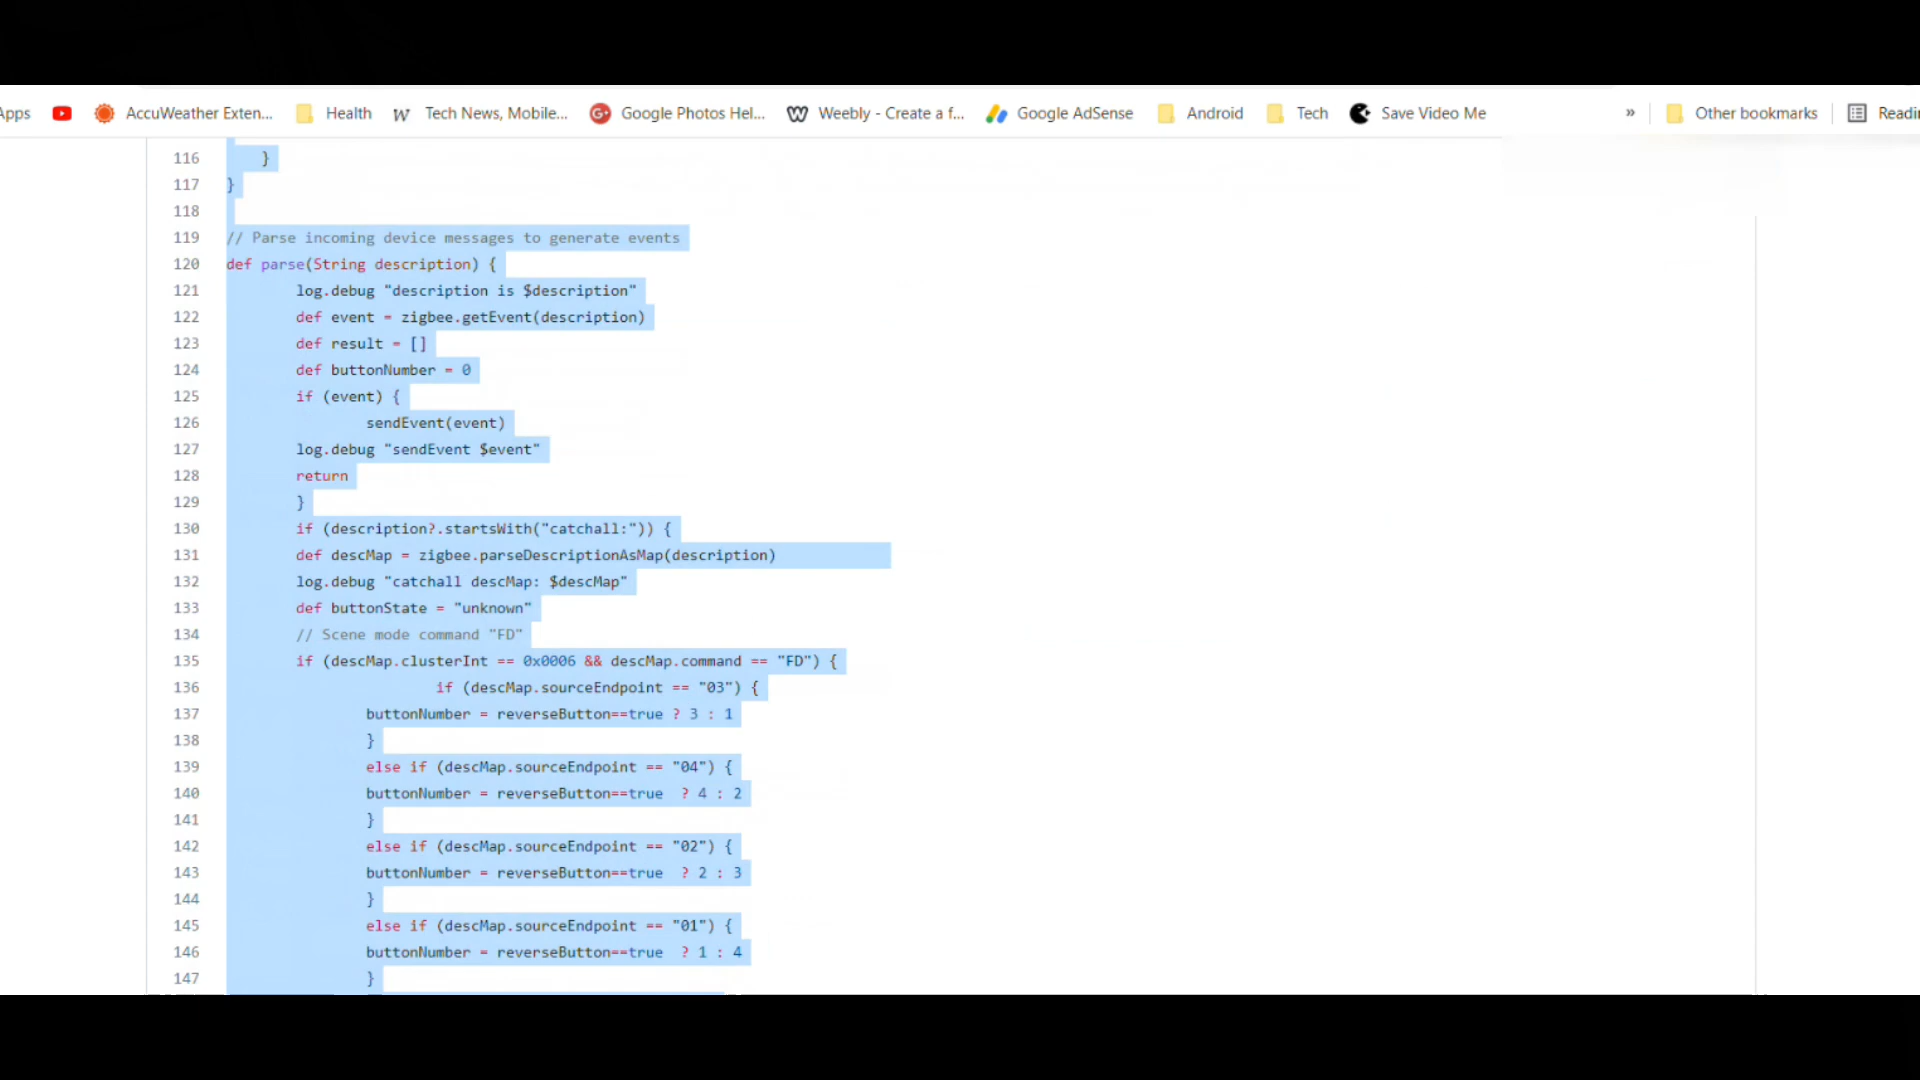 Apps AccuWeather Exten... Health Tech News, Mobile... Google Photos Hel... Weebly - Create a f... Google AdSense Android Tech Save Video Me » Other bookmarks Readi
116 }
117 }
118
119 // Parse incoming device messages to generate events
120 def parse(String description) {
121 log.debug "description is $description"
122 def event = zigbee.getEvent(description)
123 def result = []
124 def buttonNumber = 0
125 if (event) {
126 sendEvent(event)
127 log.debug "sendEvent $event"
128 return
129 }
130 if (description?.startsWith("catchall:")) {
131 def descMap = zigbee.parseDescriptionAsMap(description)
132 log.debug "catchall descMap: $descMap"
133 def buttonState = "unknown"
134 // Scene mode command "FD"
135 if (descMap.clusterInt == 0x0006 && descMap.command == "FD") {
136 if (descMap.sourceEndpoint == "03") {
137 buttonNumber = reverseButton==true ? 3 : 1
138 }
139 else if (descMap.sourceEndpoint == "04") {
140 buttonNumber = reverseButton==true ? 4 : 2
141 }
142 else if (descMap.sourceEndpoint == "02") {
143 buttonNumber = reverseButton==true ? 2 : 3
144 }
145 else if (descMap.sourceEndpoint == "01") {
146 buttonNumber = reverseButton==true ? 1 : 4
147 }